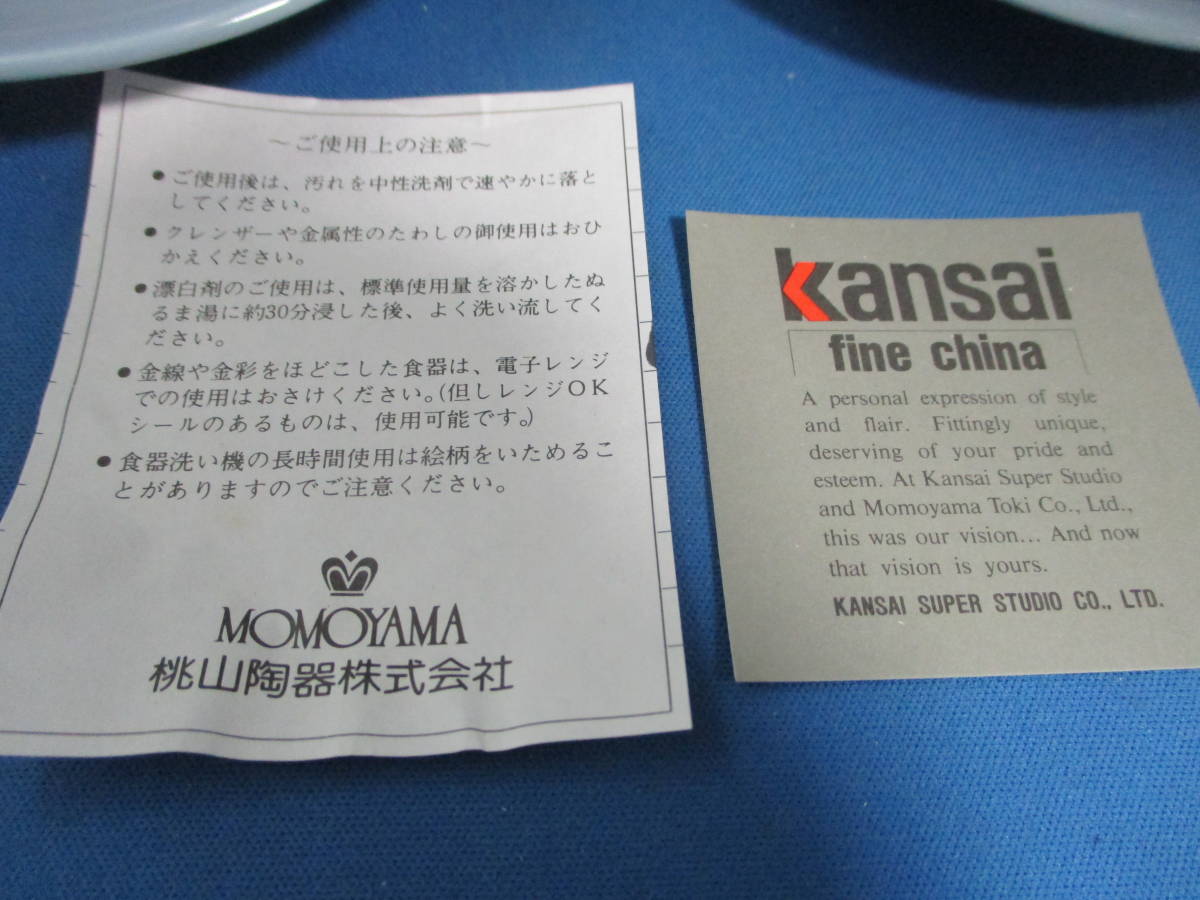 ～ご使用上の注意～
●ご使用後は、汚れを中性洗剤で速やかに落と
してください。
●クレンザーや金属性のたわしの御使用はおひ
かえください。
●漂白剤のご使用は、標準使用量を溶かしたぬ
るま湯に約30分浸した後、よく洗い流してく
ださい。
●金線や金彩をほどこした食器は、電子レンジ
での使用はおさけください。(但しレンジOK
シールのあるものは、使用可能です。)
●食器洗い機の長時間使用は絵柄をいためるこ
とがありますのでご注意ください。
MOMOYAMA
桃山陶器株式会社
kansai
fine china
A personal expression of style
and flair. Fittingly unique,
deserving of your pride and
esteem. At Kansai Super Studio
and Momoyama Toki Co., Ltd.,
this was our vision... And now
that vision is yours.
KANSAI SUPER STUDIO CO., LTD.